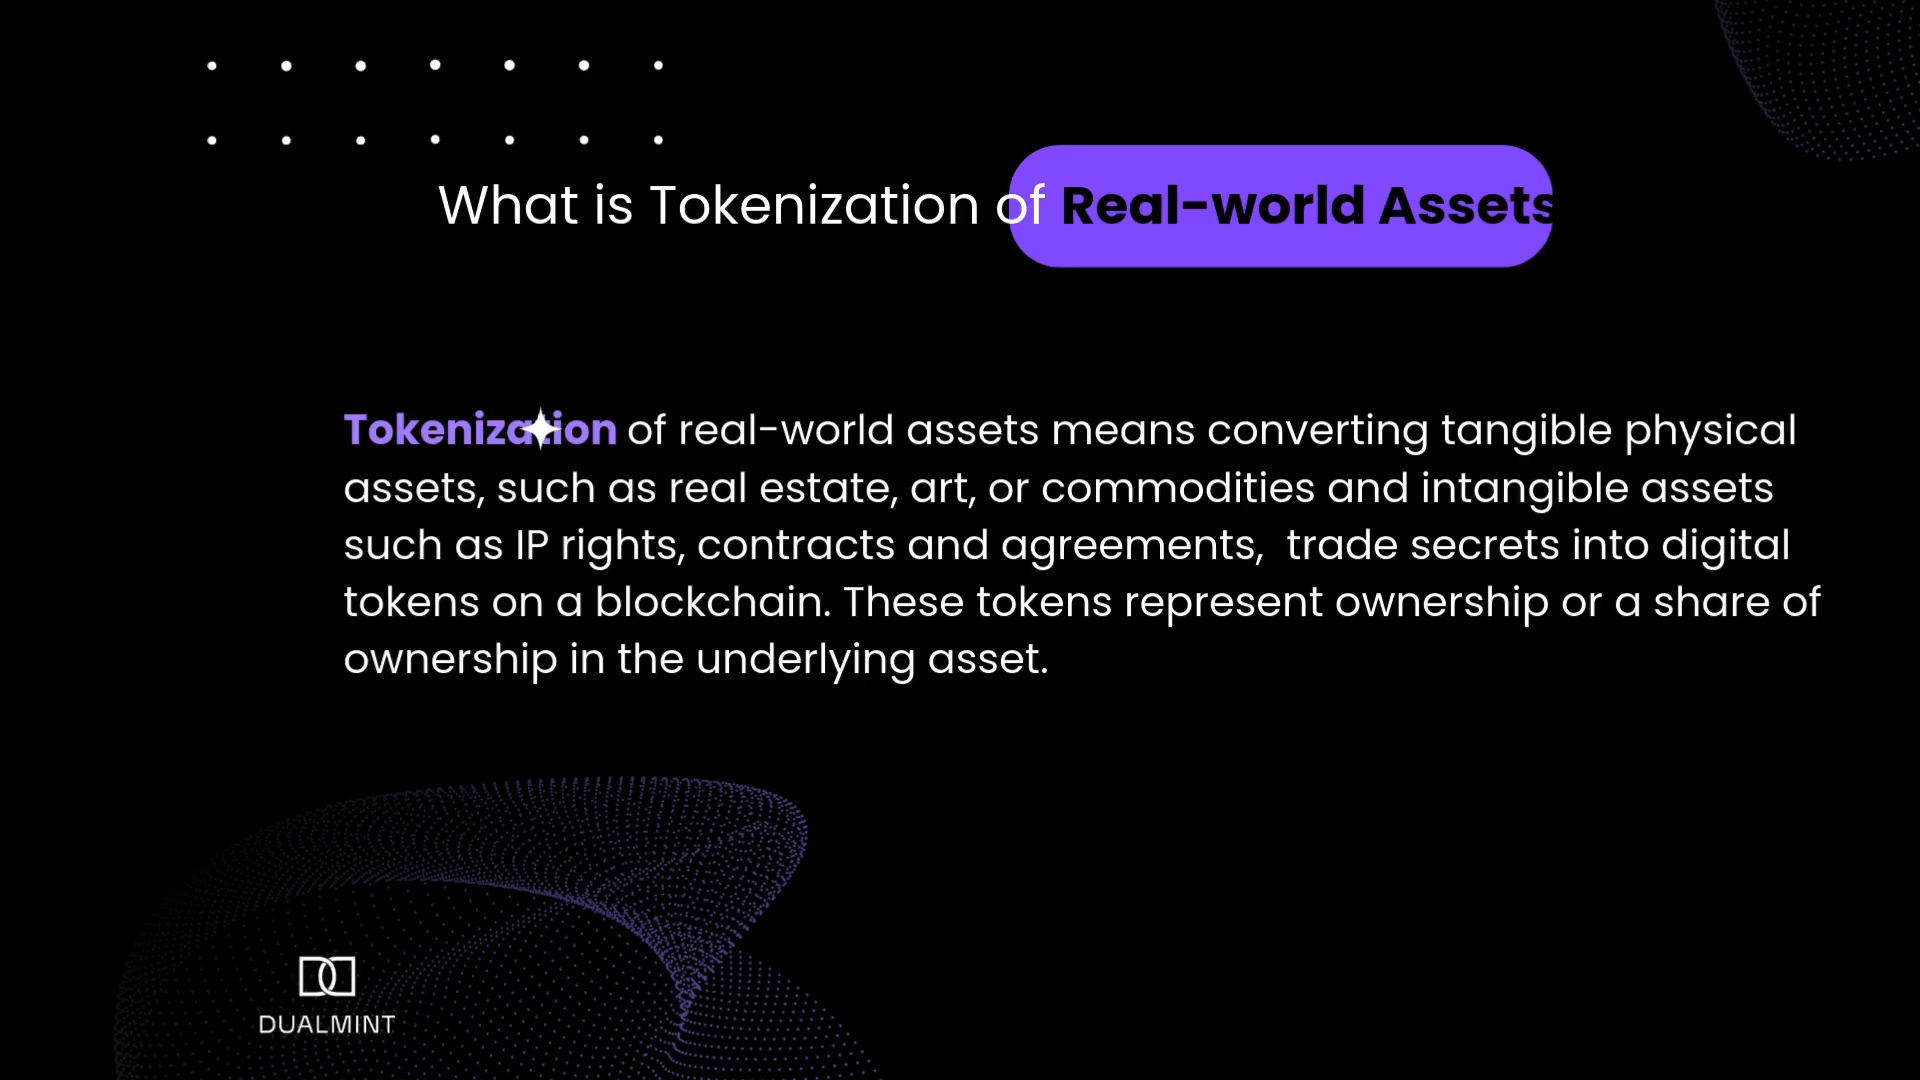 What is Tokenization of Real-world Assets
Tokenization of real-world assets means converting tangible physical
assets, such as real estate, art, or commodities and intangible assets
such as IP rights, contracts and agreements,  trade secrets into digital
tokens on a blockchain. These tokens represent ownership or a share of
ownership in the underlying asset.
DUALMINT